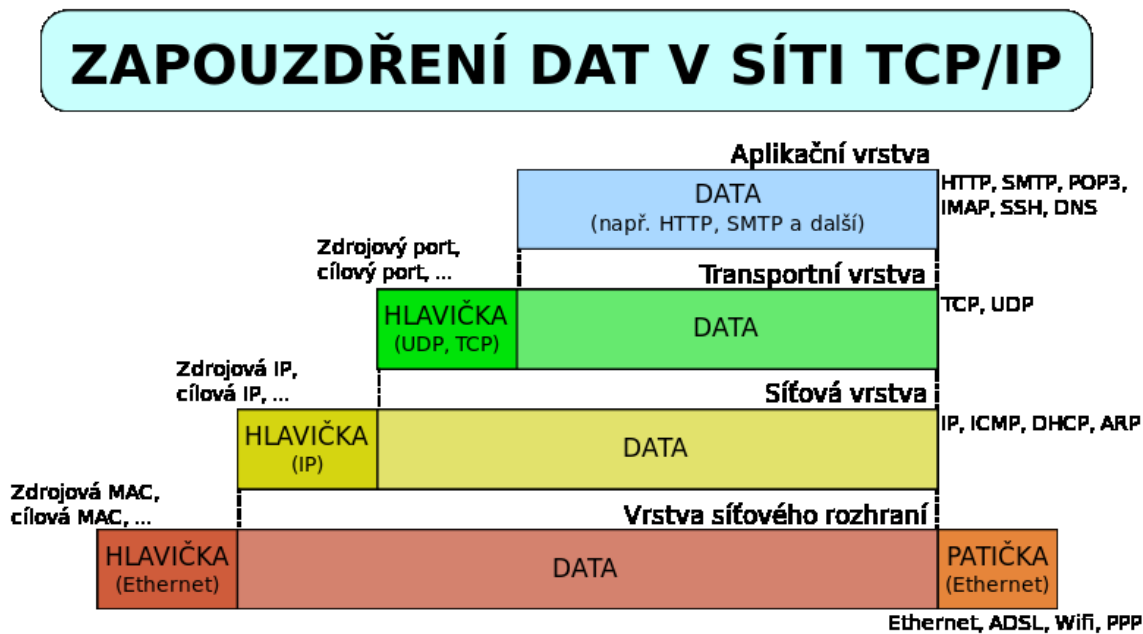 ZAPOUZDŘENÍ DAT V SÍTI TCP/IP
Aplikační vrstva
DATA
(např. HTTP, SMTP a další)
HTTP, SMTP, POP3,
IMAP, SSH, DNS
Zdrojový port,
cílový port, ...
Transportní vrstva
HLAVIČKA
(UDP, TCP)
DATA
TCP, UDP
Zdrojová IP,
cílová IP, ...
Síťová vrstva
HLAVIČKA
(IP)
DATA
IP, ICMP, DHCP, ARP
Zdrojová MAC,
cílová MAC, ...
Vrstva síťového rozhraní
HLAVIČKA
(Ethernet)
DATA
PATIČKA
(Ethernet)
Ethernet, ADSL, Wifi, PPP